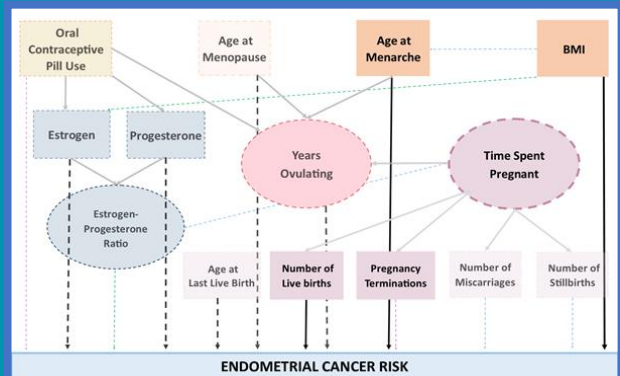 Oral
Contraceptive
Pill Use
Age at
Menopause
Age at
Menarche
BMI
Estrogen
Progesterone
Years
Ovulating
Time Spent
Pregnant
Estrogen-
Progesterone
Ratio
Age at
Last Live Birth
Number of
Live births
Pregnancy
Terminations
Number of
Miscarriages
Number of
Stillbirths
ENDOMETRIAL CANCER RISK